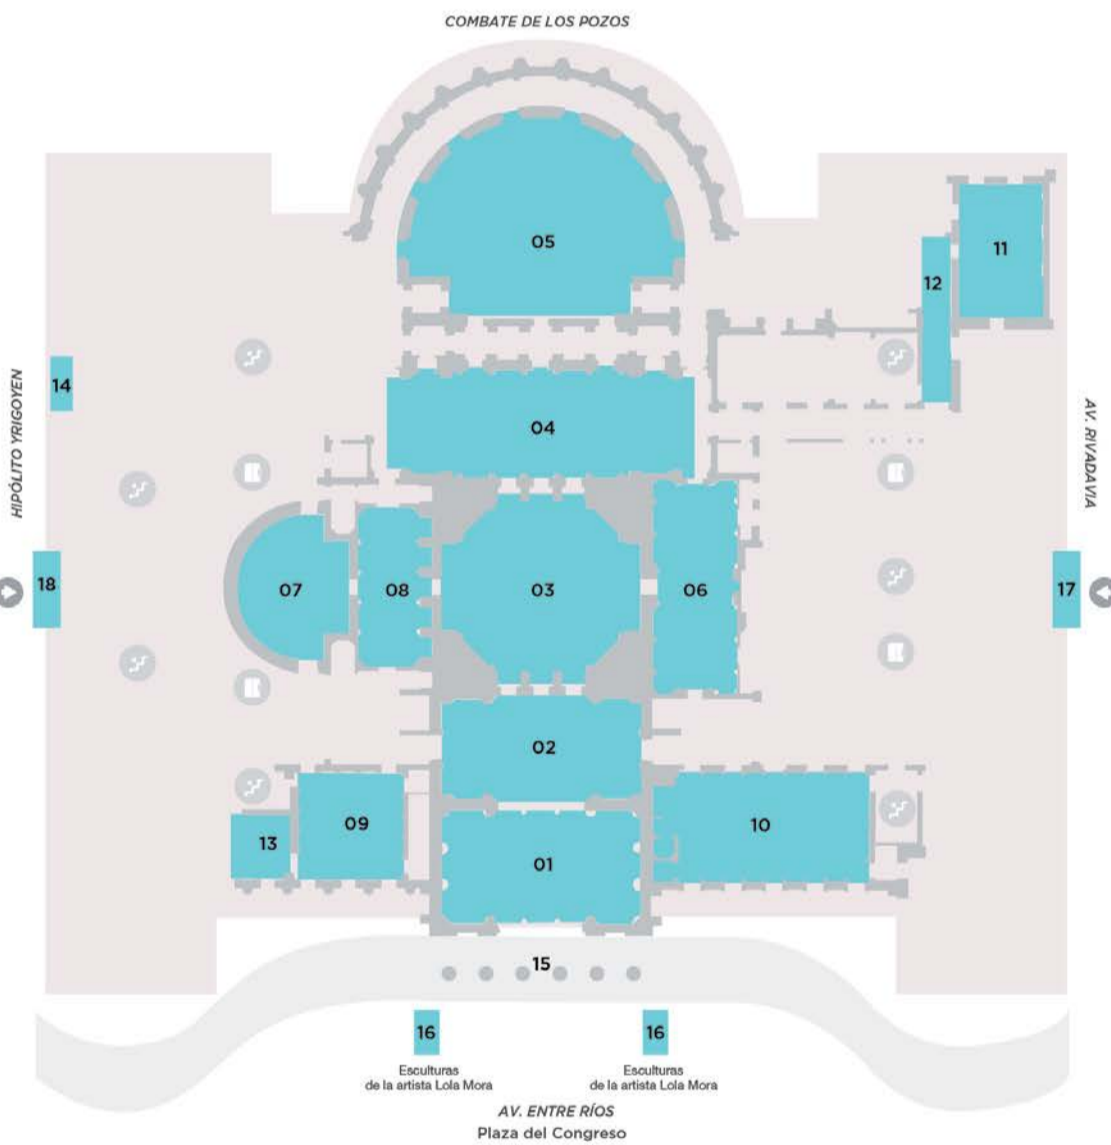 COMBATE DE LOS POZOS
05
11
12
14
04
HIPÓLITO YRIGOYEN
AV. RIVADAVIA
18
07
08
03
06
17
02
09
13
10
01
15
16
16
Esculturas
de la artista Lola Mora
Esculturas
de la artista Lola Mora
AV. ENTRE RÍOS
Plaza del Congreso